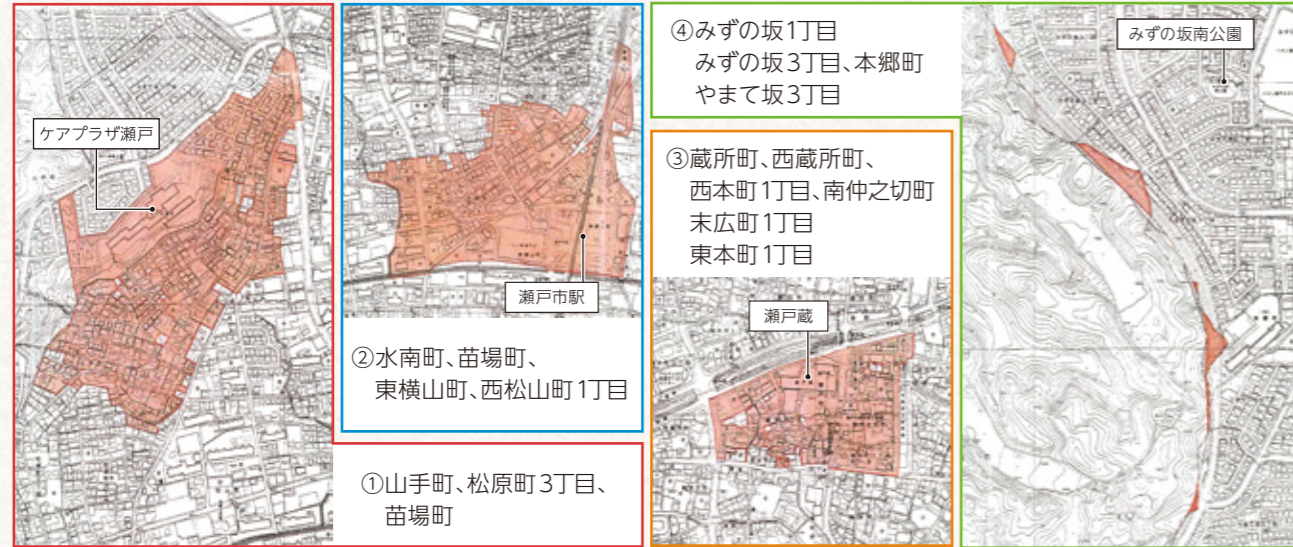 ケアプラザ瀬戸
①山手町、松原町3丁目、
苗場町
瀬戸市駅
②水南町、苗場町、
東横山町、西松山町1丁目
③蔵所町、西蔵所町、
西本町1丁目、南仲之切町
末広町1丁目
東本町1丁目
瀬戸蔵
④みずの坂1丁目
みずの坂3丁目、本郷町
やまて坂3丁目
みずの坂南公園